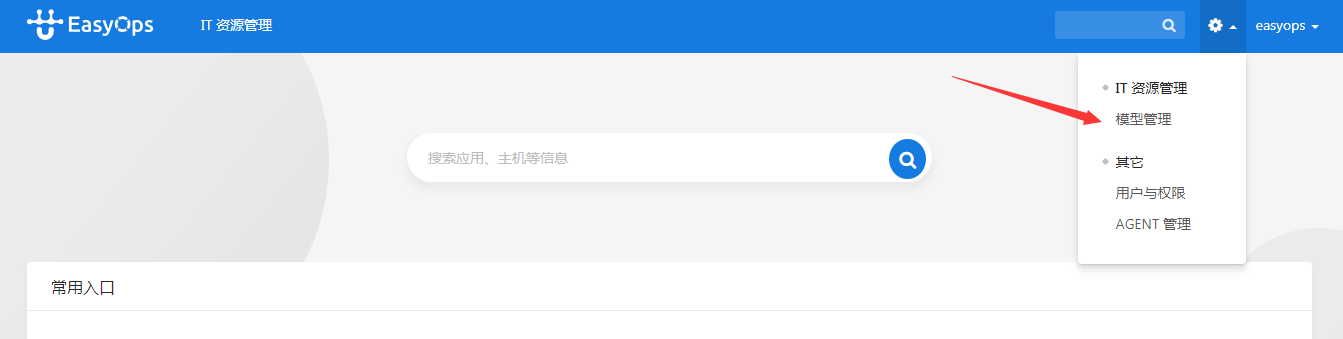 EasyOps
IT 资源管理
easyops
IT 资源管理
模型管理
其它
用户与权限
AGENT 管理
搜索应用、主机等信息
常用入口